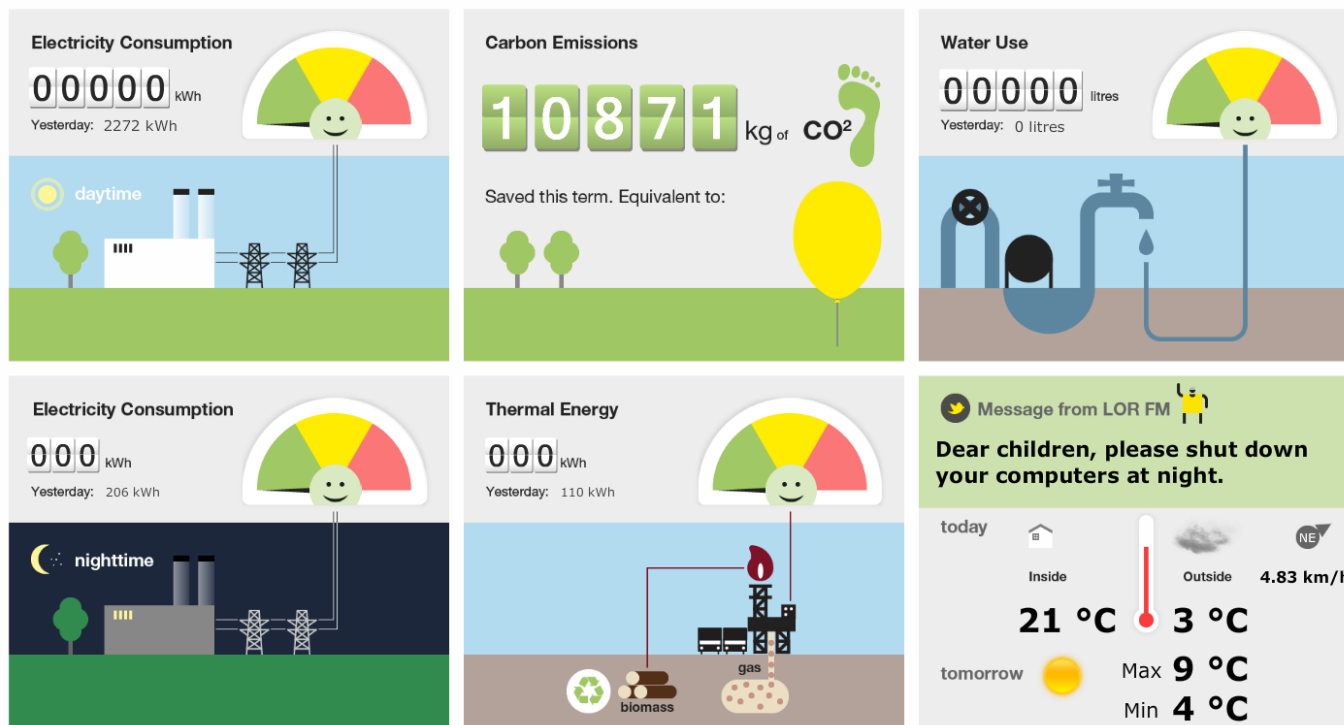 Electricity Consumption
00000 kWh
Yesterday: 2272 kWh
daytime
Carbon Emissions
10871 kg of CO²
Saved this term. Equivalent to:
Water Use
00000 litres
Yesterday: 0 litres
Electricity Consumption
000 kWh
Yesterday: 206 kWh
nighttime
Thermal Energy
000 kWh
Yesterday: 110 kWh
gas
biomass
Message from LOR FM
Dear children, please shut down
your computers at night.
today
NE
Inside
Outside
4.83 km/h
21 °C
3 °C
tomorrow
Max 9 °C
Min 4 °C